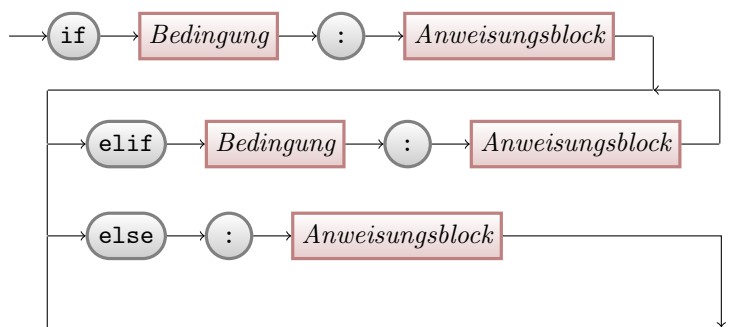 if Bedingung : Anweisungsblock
elif Bedingung : Anweisungsblock
else : Anweisungsblock